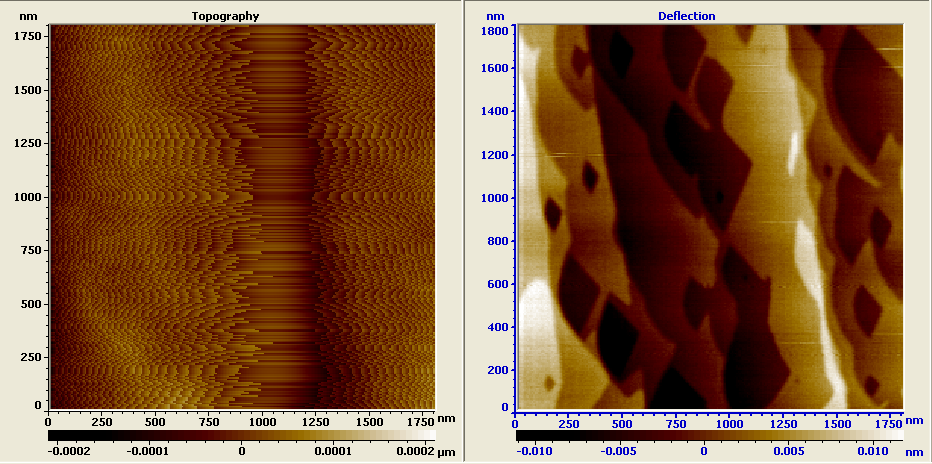 Topography
nm
1750
1500
1250
1000
750
500
250
0
0 250 500 750 1000 1250 1500 1750 nm
-0.0002 -0.0001 0 0.0001 0.0002 µm
Deflection
nm
1800
1600
1400
1200
1000
800
600
400
200
0
0 250 500 750 1000 1250 1500 1750 nm
-0.010 -0.005 0 0.005 0.010 nm